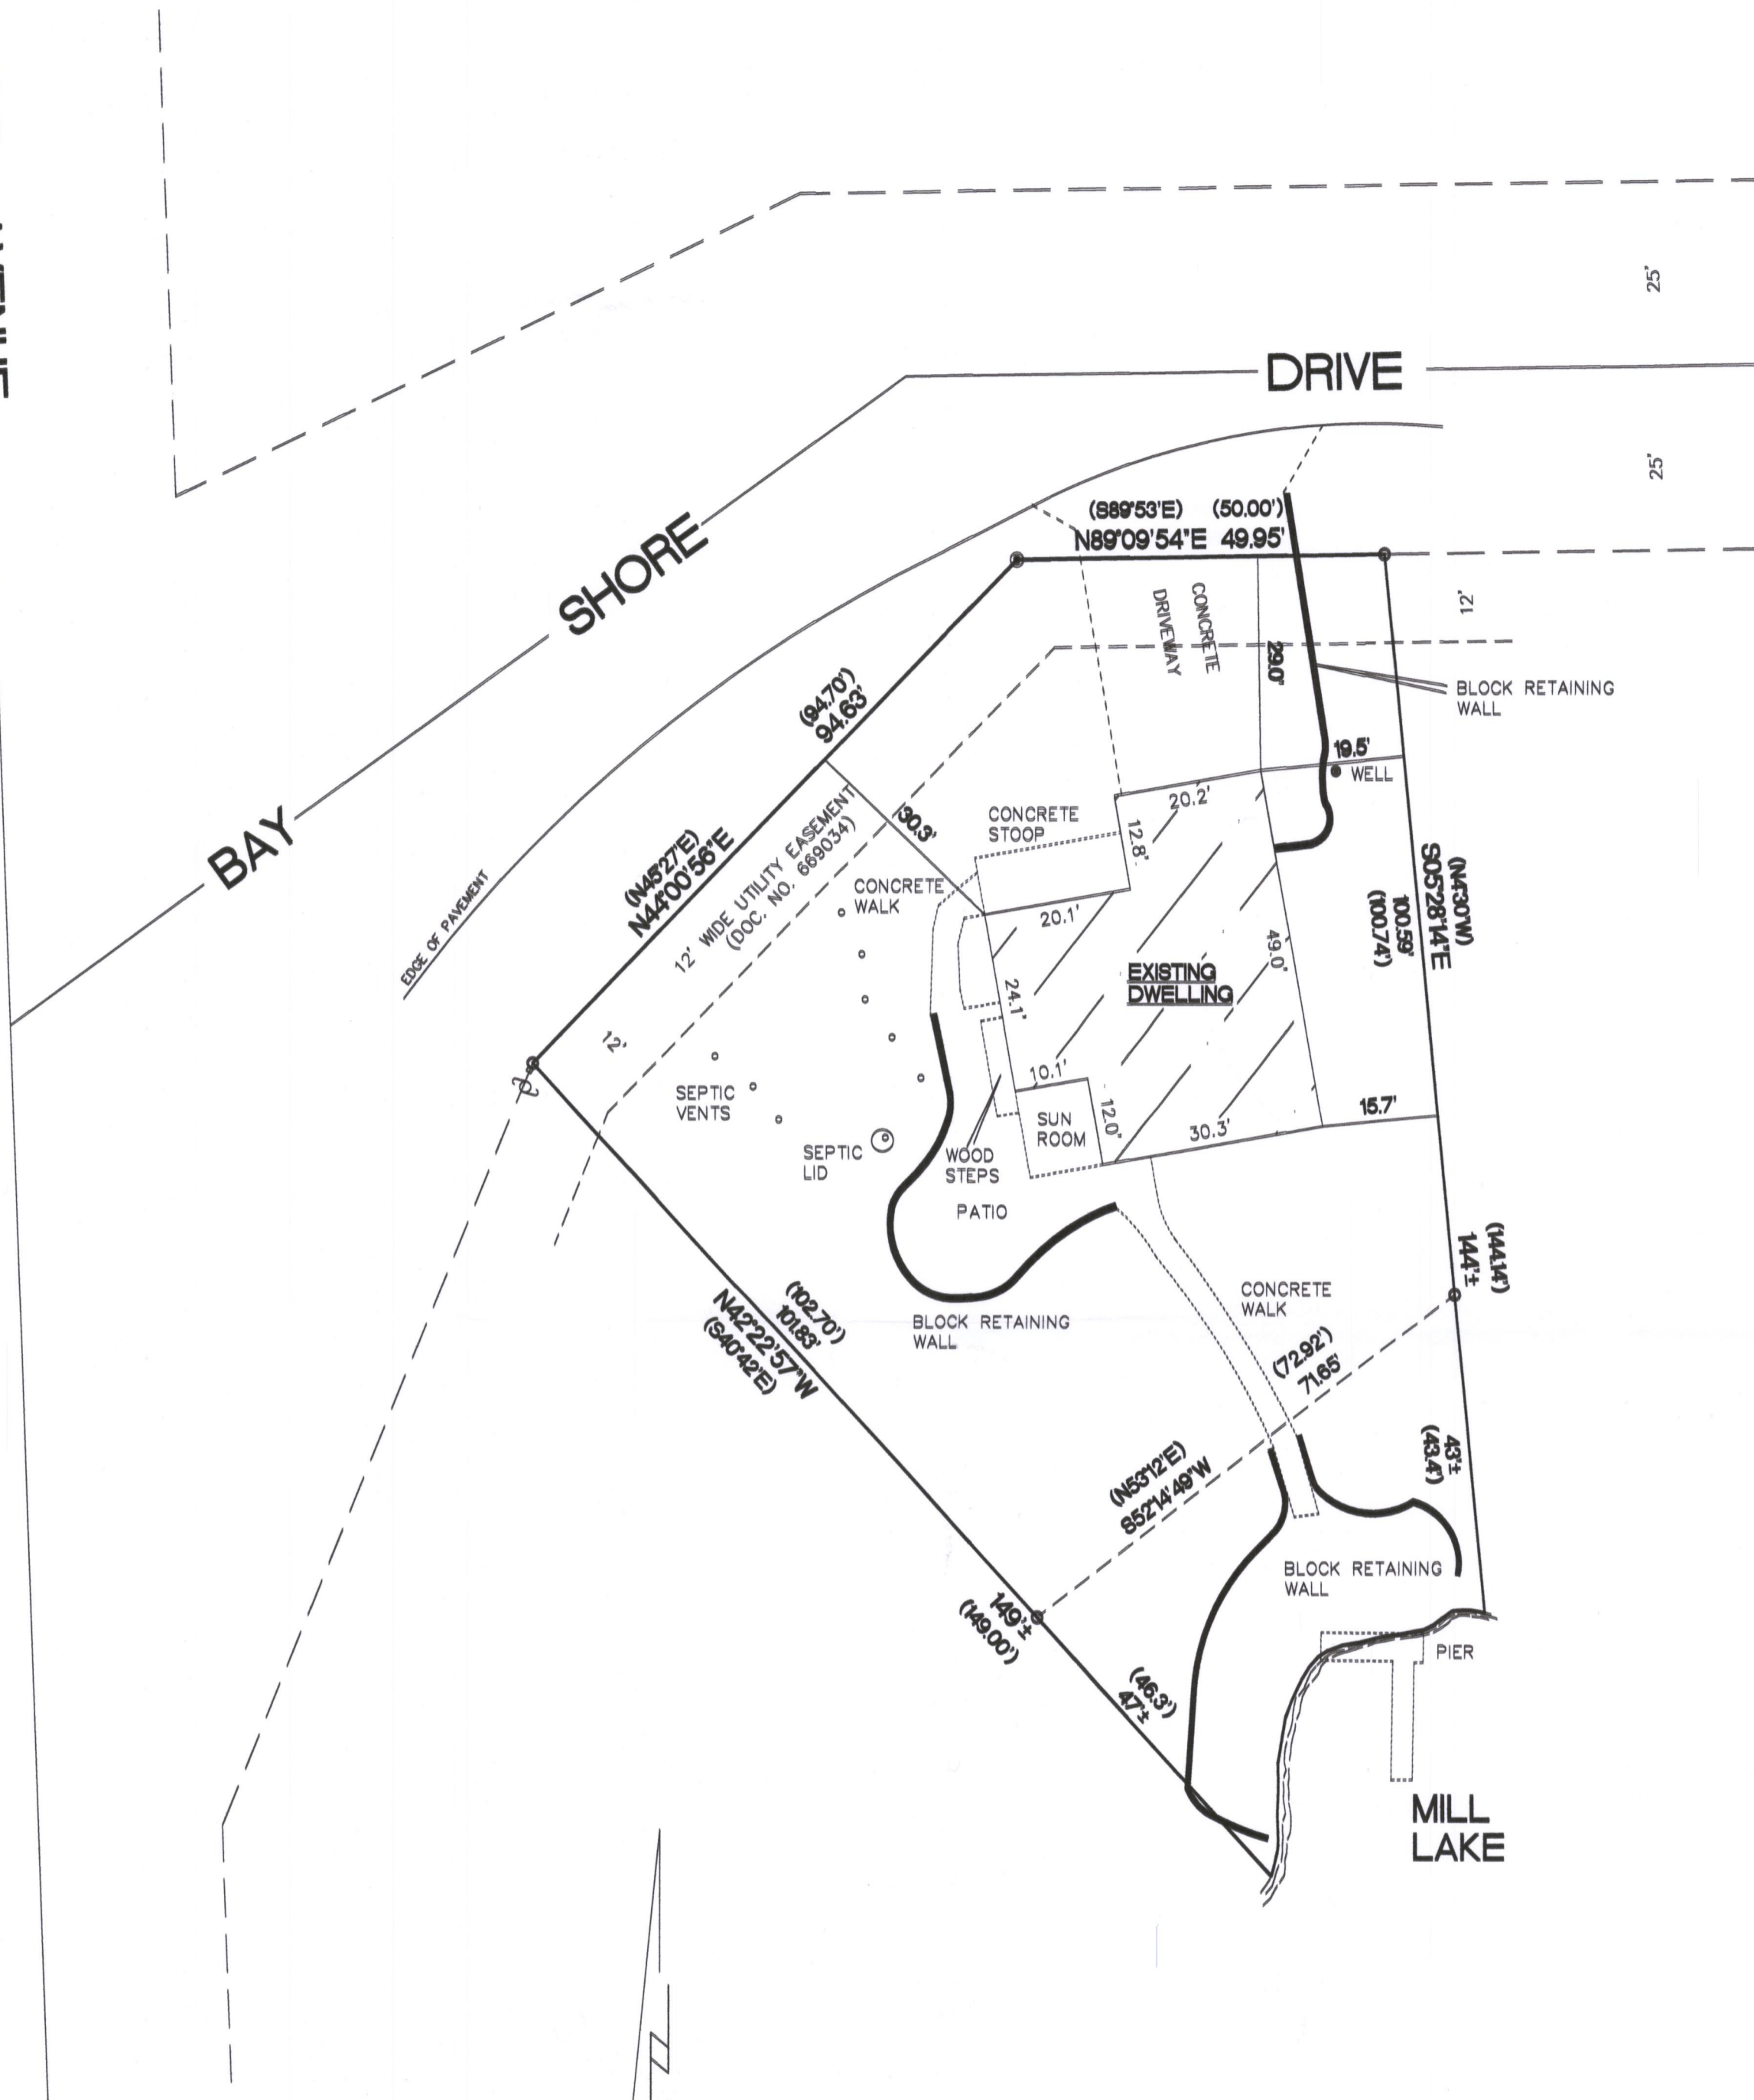 25'
DRIVE
25'
(S89°53'E) (50.00')
N89°09'54"E 49.95'
SHORE
BAY
EDGE OF PAVEMENT
CONCRETE
DRIVEWAY
29.0'
12'
BLOCK RETAINING
WALL
19.5'
WELL
(94.70')
94.63'
(N45°27'E)
N44°00'56"E
12' WIDE UTILITY EASEMENT
(DOC. NO. 669034)
30.3'
CONCRETE
STOOP
20.2'
12.8'
CONCRETE
WALK
20.1'
24.1'
EXISTING
DWELLING
49.0'
(N4°30'W)
S05°28'14"E
100.59'
(100.74')
12'
SEPTIC
VENTS
SEPTIC
LID
10.1'
SUN
ROOM
12.0'
30.3'
15.7'
WOOD
STEPS
PATIO
BLOCK RETAINING
WALL
CONCRETE
WALK
(144.14')
144'±
(102.70')
101.83'
N42°22'57"W
(S40°42'E)
(72.92')
71.65'
(N53°12'E)
S52°14'49"W
43'±
(43.4')
BLOCK RETAINING
WALL
149'±
(149.00')
(46.3')
47'±
PIER
MILL
LAKE